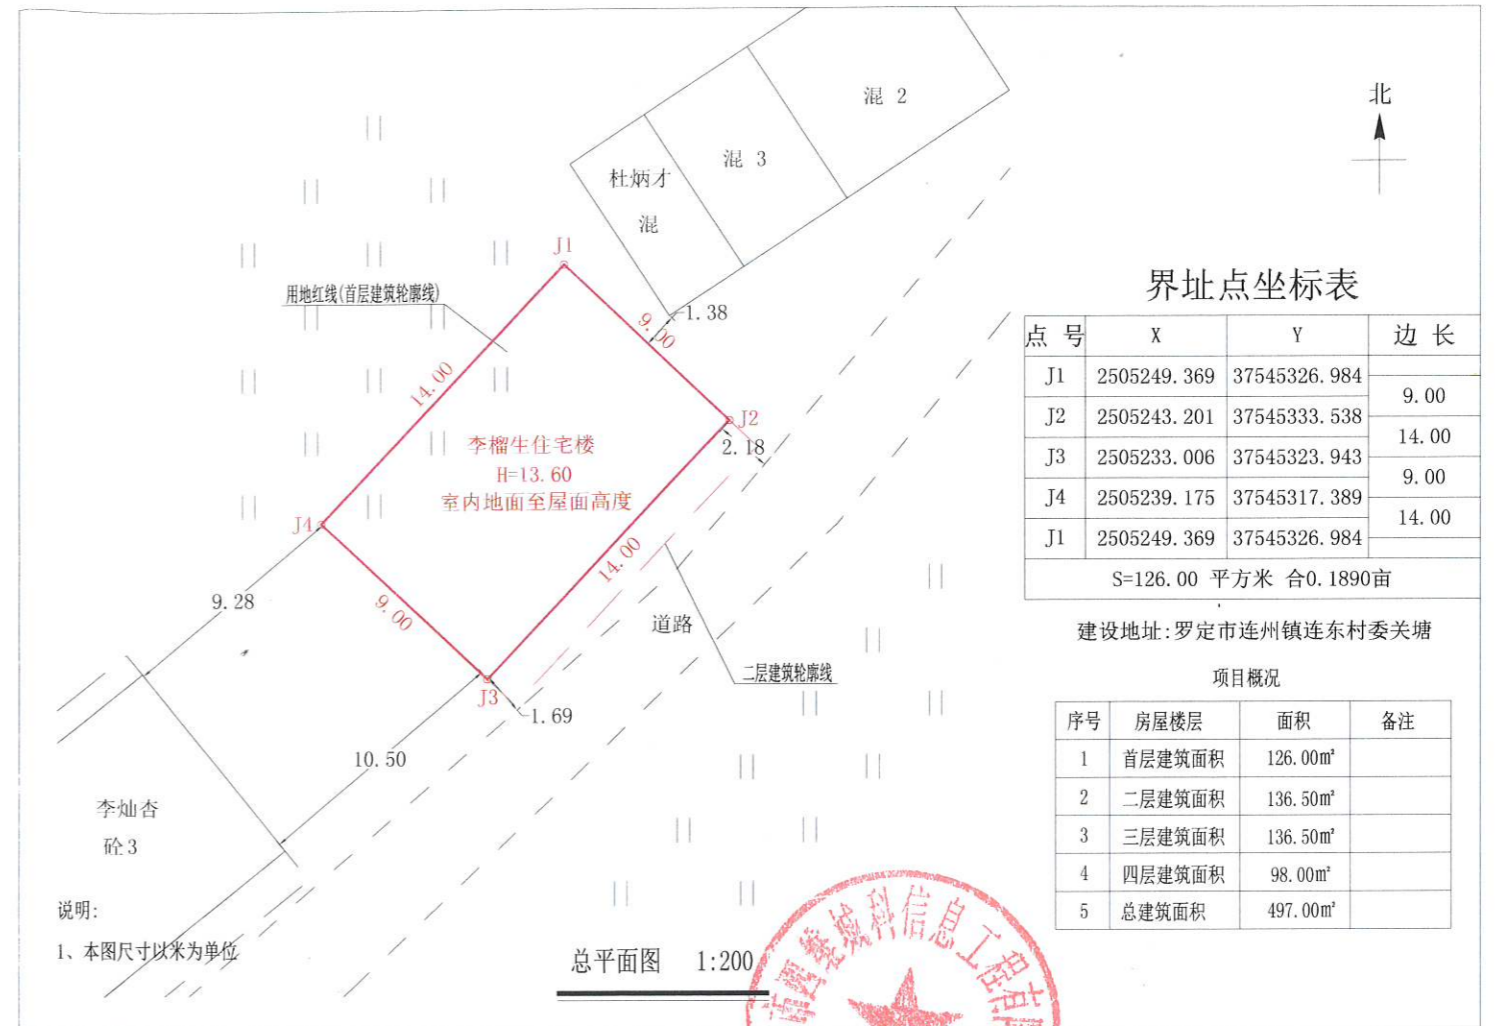 混 2
北
混 3
杜炳才
混
J1
用地红线(首层建筑轮廓线)
1.38
9.00
14.00
J2
2.18
李榴生住宅楼
H=13.60
室内地面至屋面高度
J4
14.00
9.28
9.00
道路
二层建筑轮廓线
J3
1.69
10.50
李灿杏
砼3
说明:
1、本图尺寸以米为单位
总平面图 1:200
界址点坐标表
点 号 X Y 边 长
J1 2505249.369 37545326.984
9.00
J2 2505243.201 37545333.538
14.00
J3 2505233.006 37545323.943
9.00
J4 2505239.175 37545317.389
14.00
J1 2505249.369 37545326.984
S=126.00 平方米 合0.1890亩
建设地址:罗定市连州镇连东村委关塘
项目概况
序号 房屋楼层 面积 备注
1 首层建筑面积 126.00㎡
2 二层建筑面积 136.50㎡
3 三层建筑面积 136.50㎡
4 四层建筑面积 98.00㎡
5 总建筑面积 497.00㎡
科信息工程有